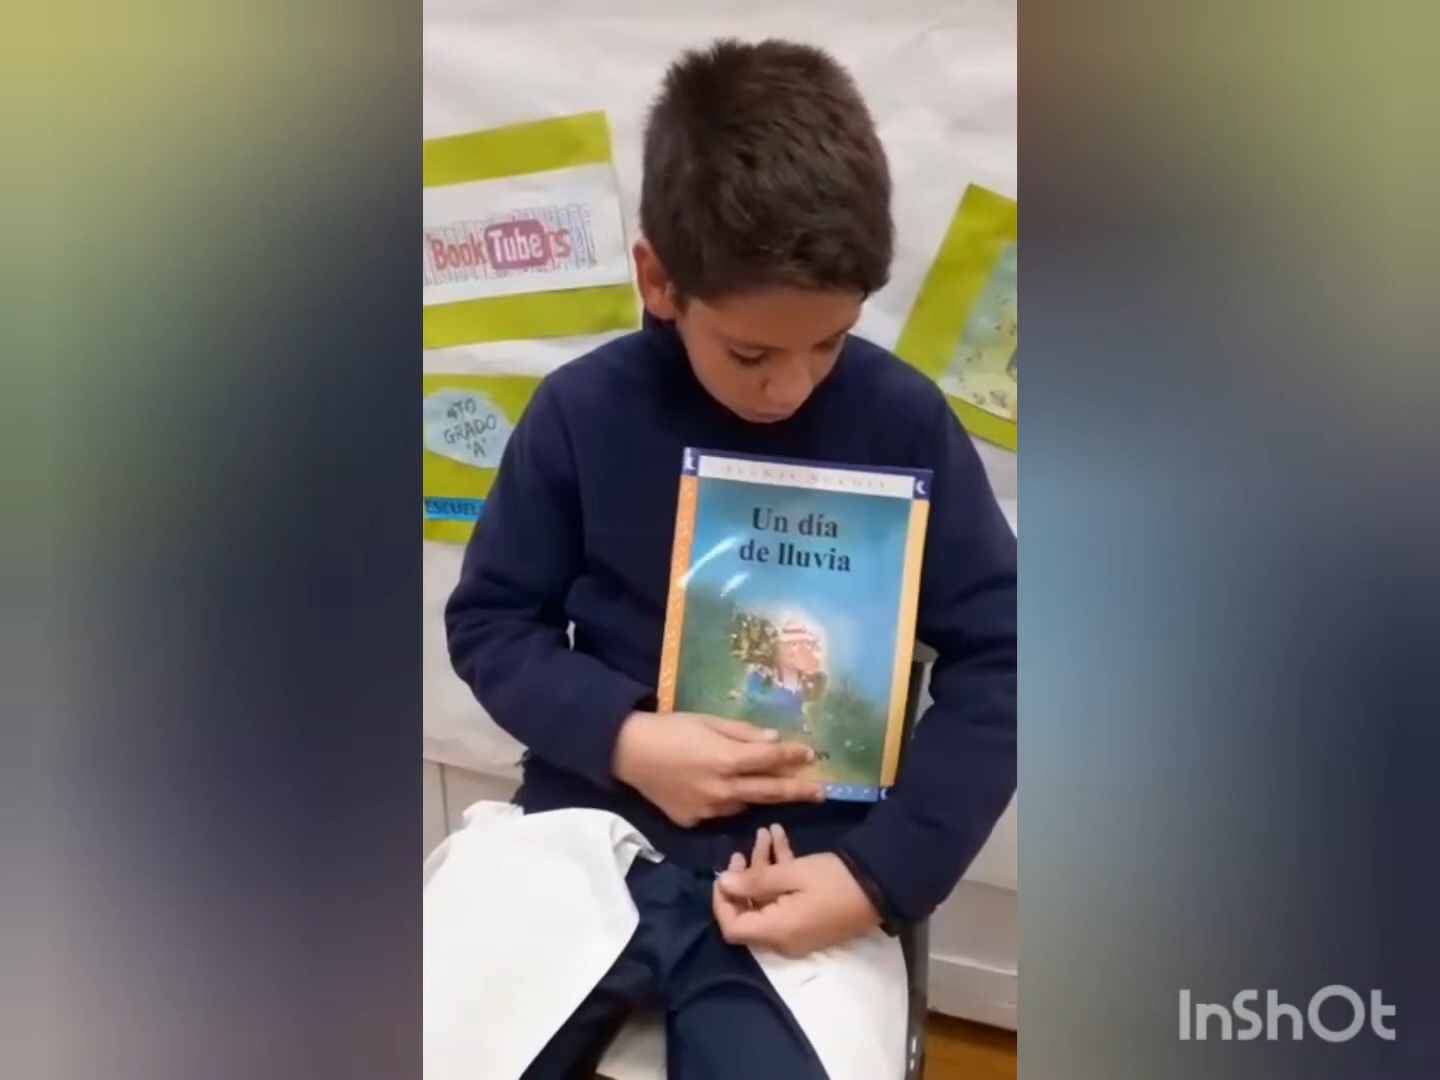 BookTubers
4TO
GRADO
"A"
ESCUEL
Un día
de lluvia
InShOt